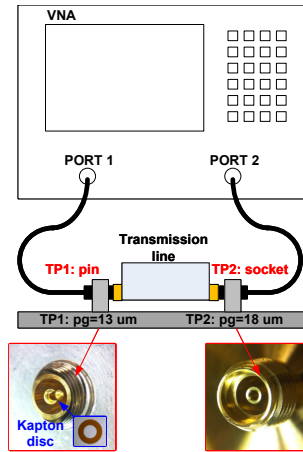 VNA
PORT 1 PORT 2
Transmission
line
TP1: pin TP2: socket
TP1: pg=13 um TP2: pg=18 um
Kapton
disc